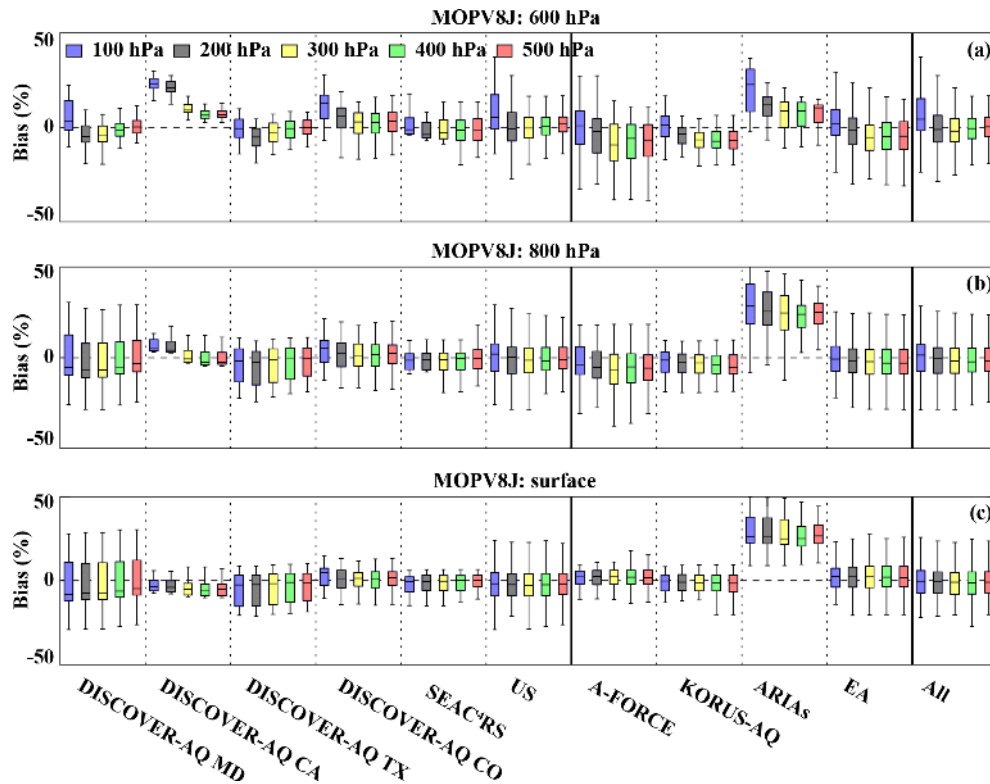 MOPV8J: 600 hPa
50
100 hPa 200 hPa 300 hPa 400 hPa 500 hPa
(a)
Bias (%)
0
-50
MOPV8J: 800 hPa
50
(b)
Bias (%)
0
-50
MOPV8J: surface
50
(c)
Bias (%)
0
-50
DISCOVER-AQ MD
DISCOVER-AQ CA
DISCOVER-AQ TX
DISCOVER-AQ CO
SEAC⁴RS
US
A-FORCE
KORUS-AQ
ARIAs
EA
All